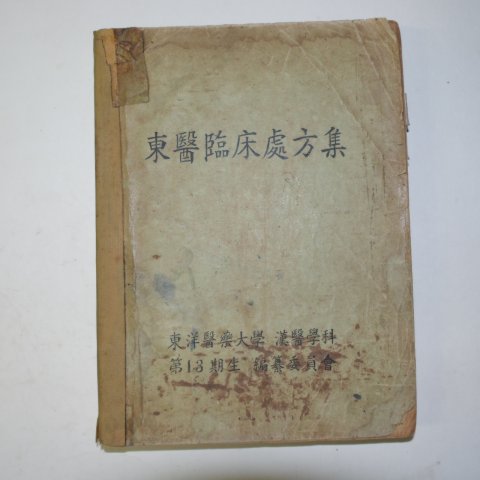 東醫臨床處方集
東洋醫藥大學 漢醫學科
第13期生 編纂委員會